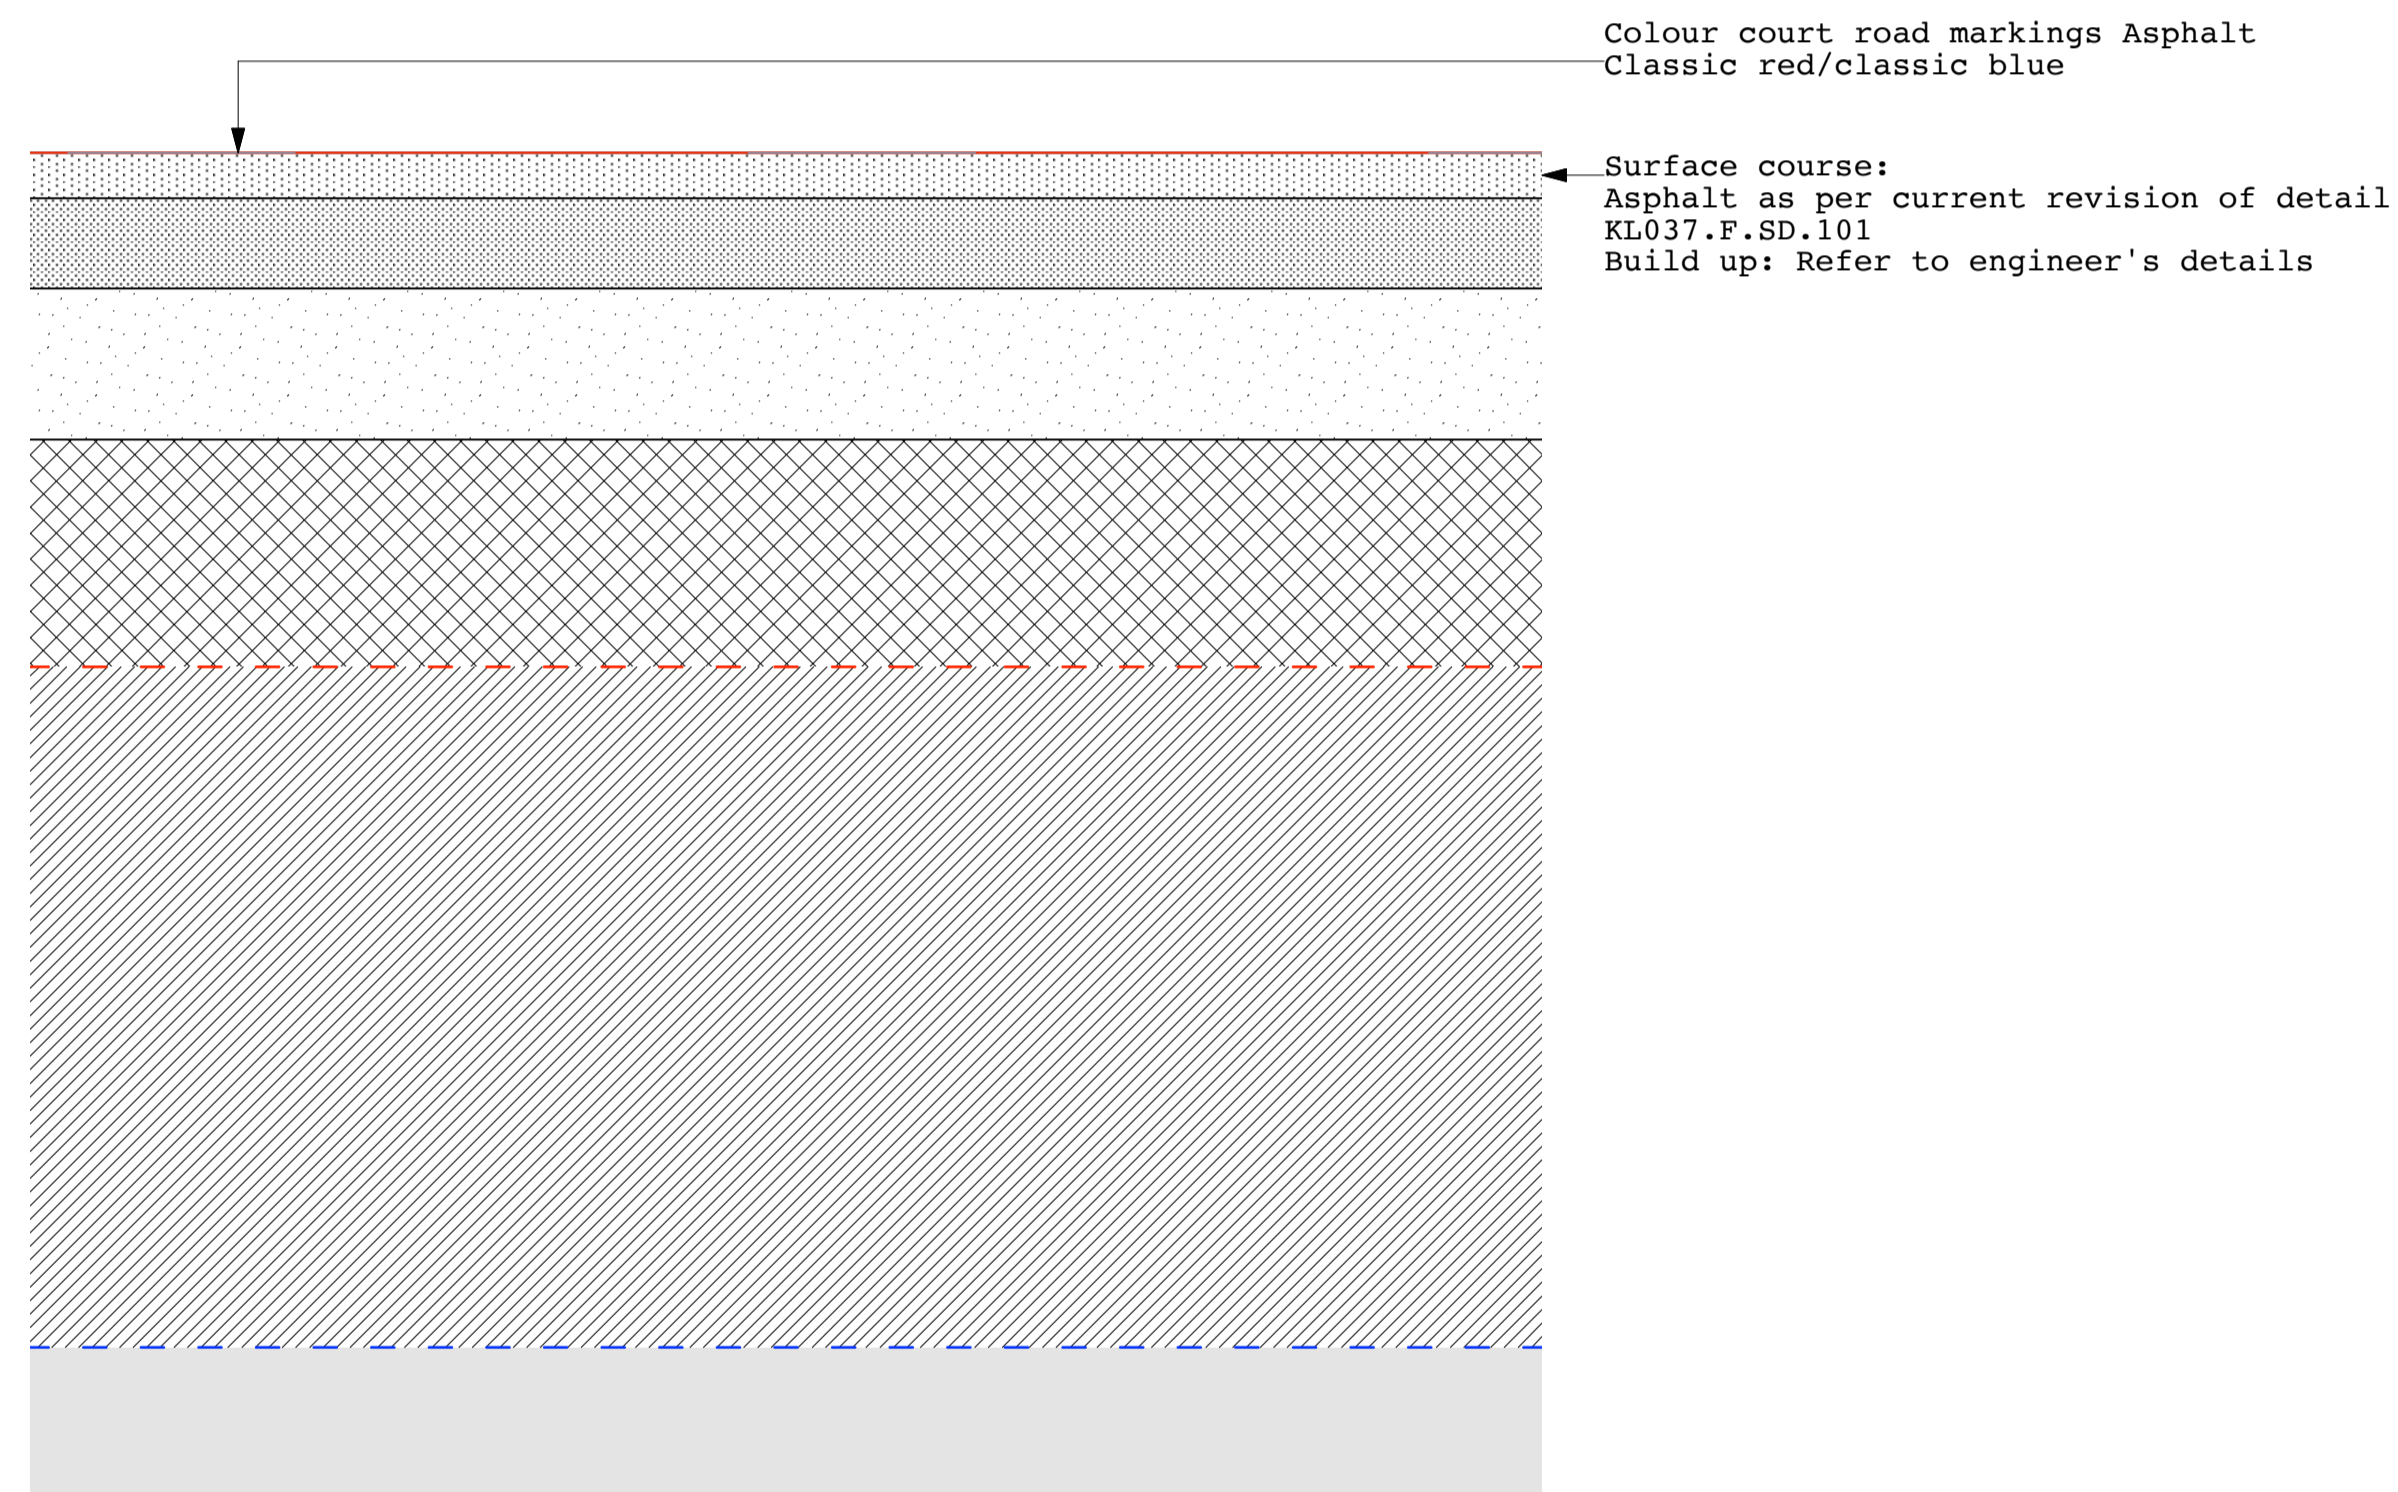 Colour court road markings Asphalt
Classic red/classic blue
Surface course:
Asphalt as per current revision of detail
KL037.F.SD.101
Build up: Refer to engineer's details